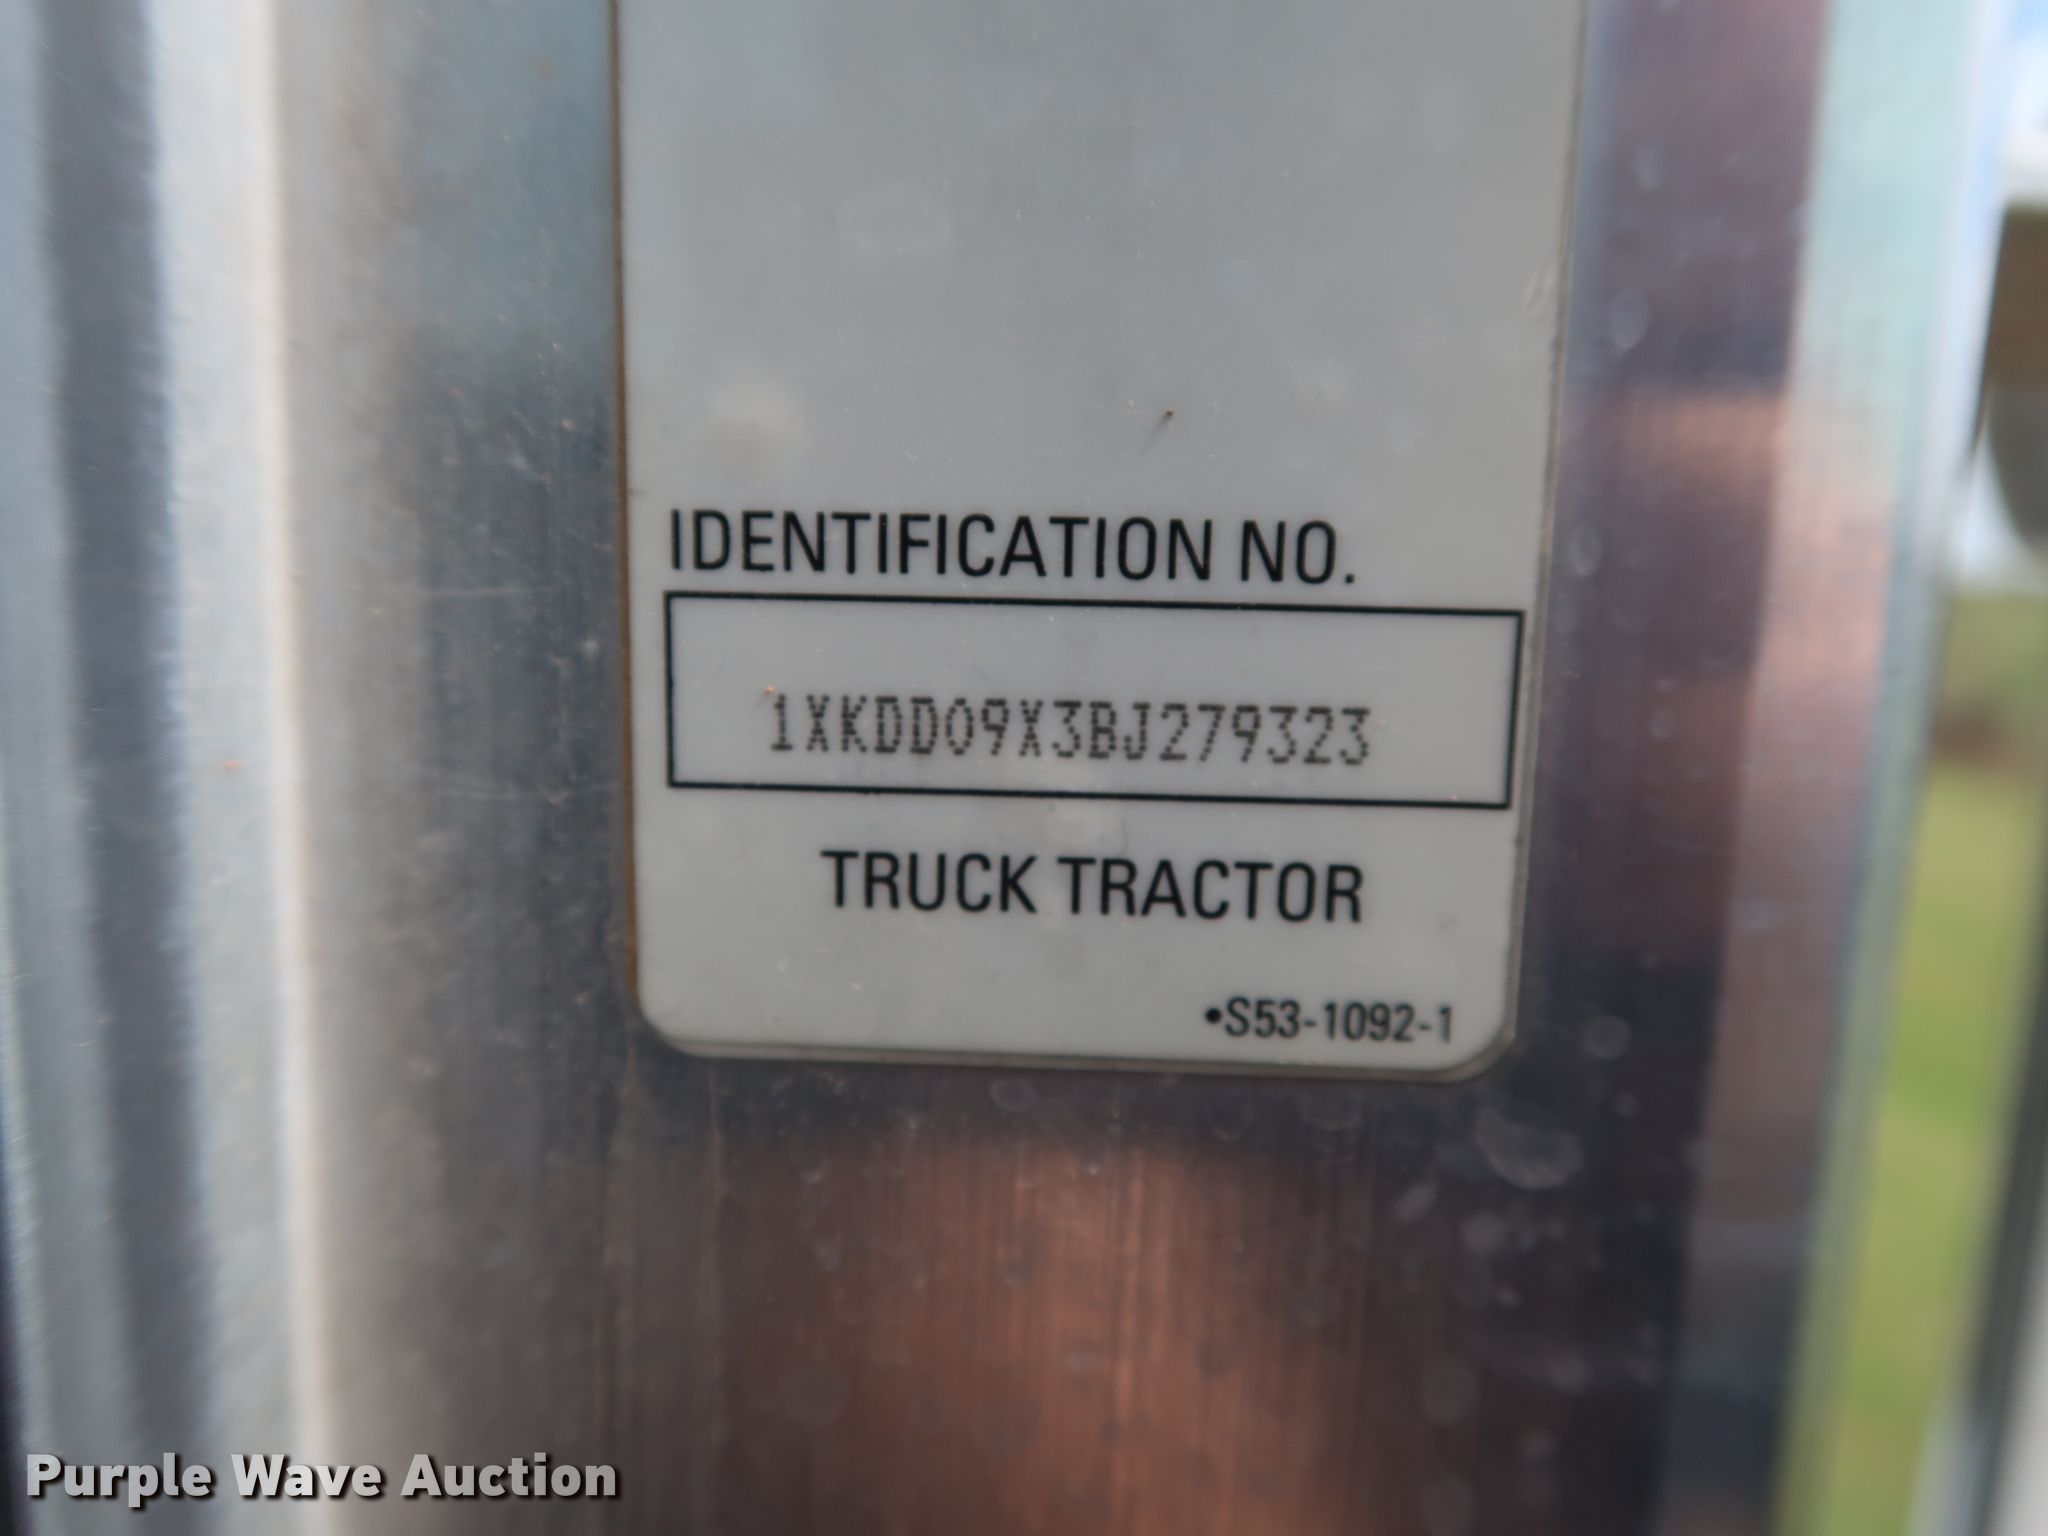 IDENTIFICATION NO.
1XKDD09X3BJ279323
TRUCK TRACTOR
•S53-1092-1
Purple Wave Auction